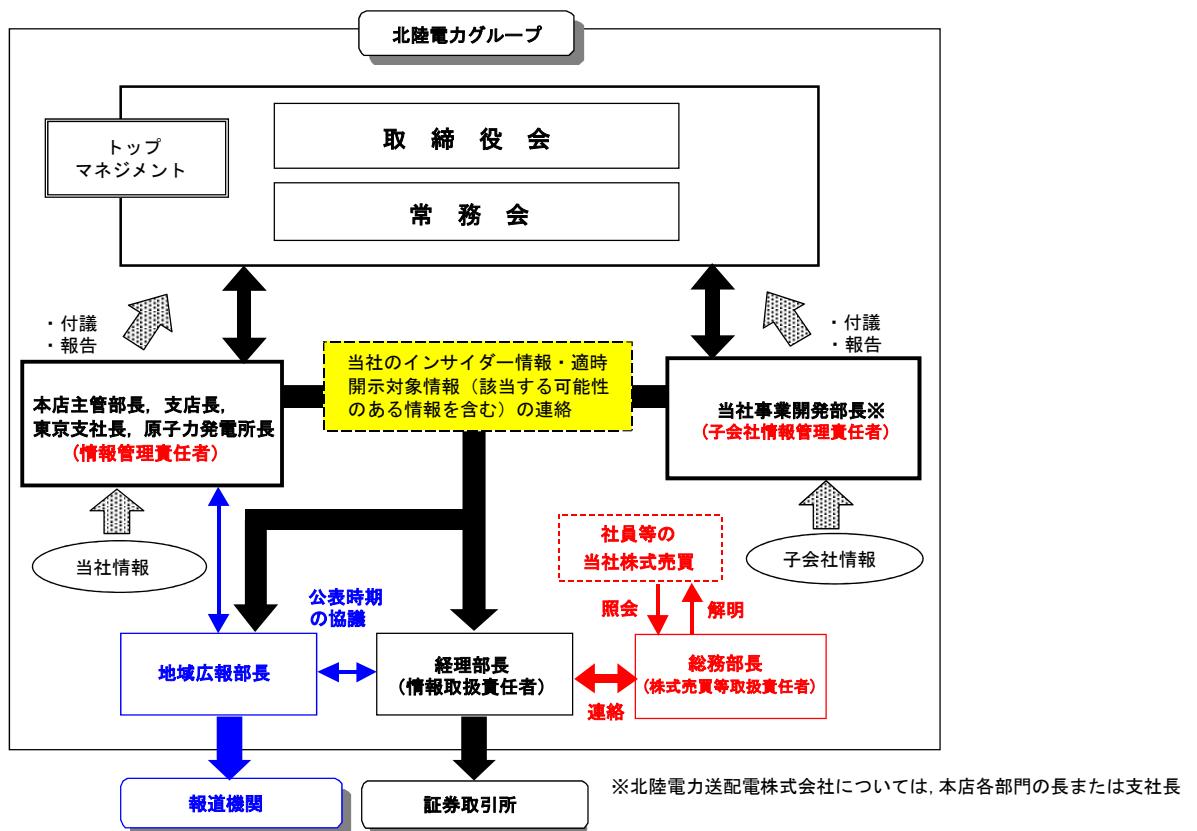 北陸電力グループ
取締役会
トップ
マネジメント
常務会
・付議
・報告
・付議
・報告
当社のインサイダー情報・適時
開示対象情報（該当する可能性
のある情報を含む）の連絡
本店主管部長，支店長，
東京支社長，原子力発電所長
（情報管理責任者）
当社事業開発部長※
（子会社情報管理責任者）
当社情報
子会社情報
社員等の
当社株式売買
照会
解明
公表時期
の協議
地域広報部長
経理部長
（情報取扱責任者）
総務部長
（株式売買等取扱責任者）
連絡
報道機関
証券取引所
※北陸電力送配電株式会社については，本店各部門の長または支社長